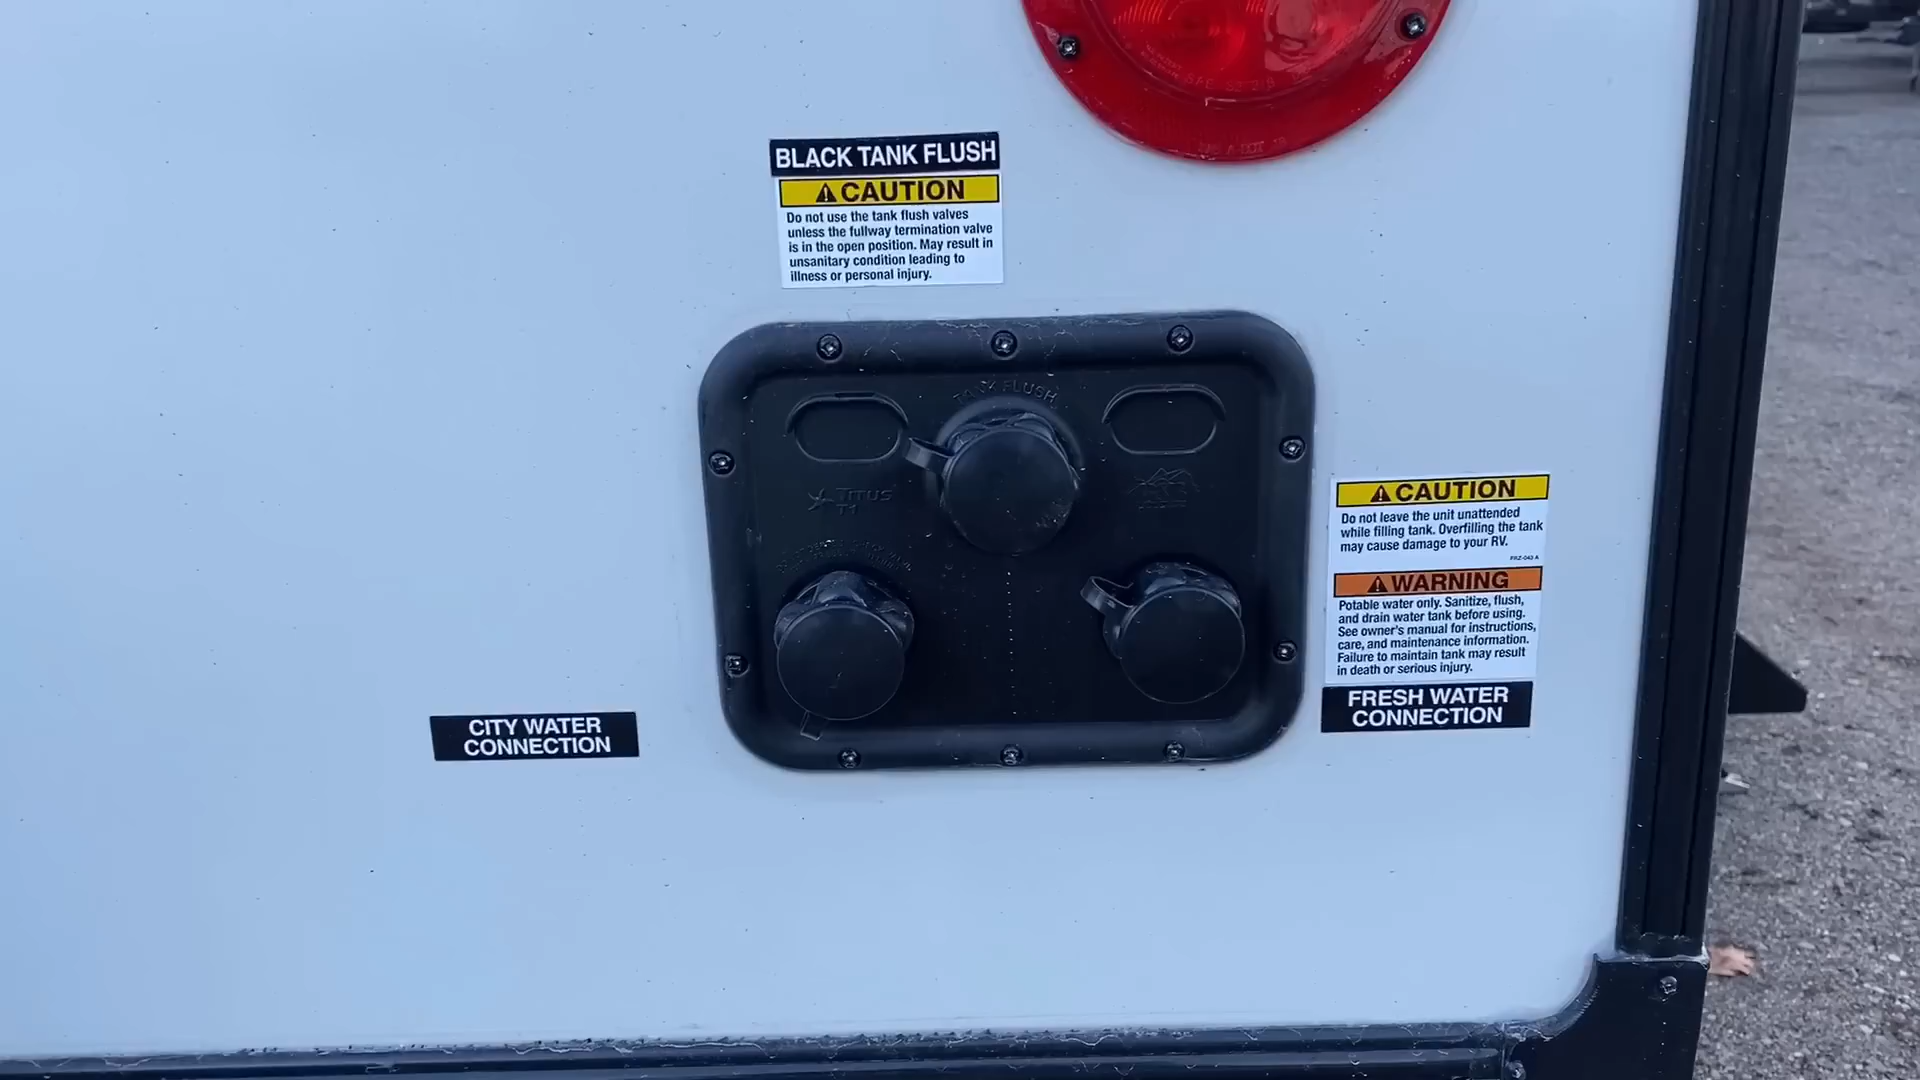 BLACK TANK FLUSH
CAUTION
Do not use the tank flush valves
unless the fullway termination valve
is in the open position. May result in
unsanitary condition leading to
illness or personal injury.
TANK FLUSH
TITUS
T1
CAUTION
Do not leave the unit unattended
while filling tank. Overfilling the tank
may cause damage to your RV.
WARNING
Potable water only. Sanitize, flush,
and drain water tank before using.
See owner's manual for instructions,
care, and maintenance information.
Failure to maintain tank may result
in death or serious injury.
FRESH WATER
CONNECTION
CITY WATER
CONNECTION